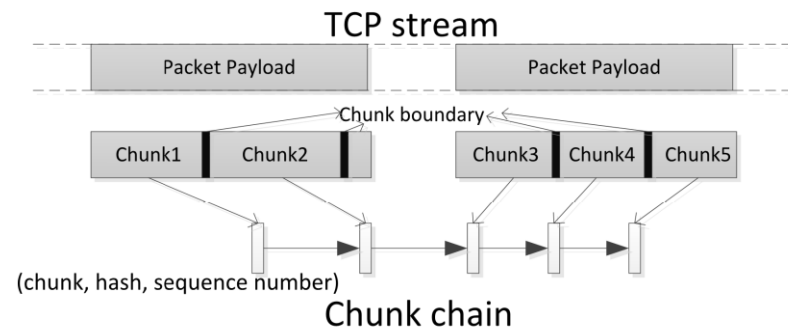 TCP stream
Packet Payload Packet Payload
Chunk boundary
Chunk1 Chunk2 Chunk3 Chunk4 Chunk5
(chunk, hash, sequence number)
Chunk chain